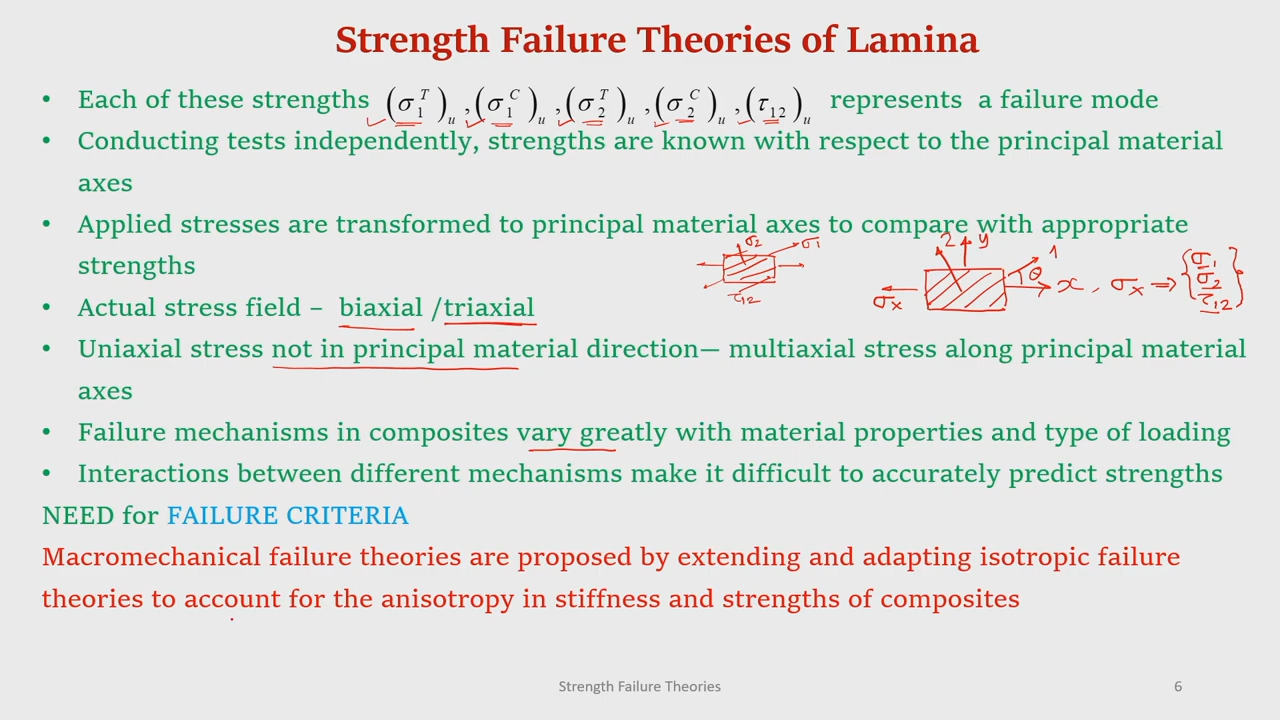 Strength Failure Theories of Lamina
• Each of these strengths (σ₁ᵀ)ᵤ , (σ₁ᶜ)ᵤ , (σ₂ᵀ)ᵤ , (σ₂ᶜ)ᵤ , (τ₁₂)ᵤ represents a failure mode
• Conducting tests independently, strengths are known with respect to the principal material
axes
• Applied stresses are transformed to principal material axes to compare with appropriate
strengths
σ₂ σ₁
τ₁₂
2 y 1
θ
σₓ x , σₓ ⇒ {σ₁ σ₂ τ₁₂}
• Actual stress field – biaxial /triaxial
• Uniaxial stress not in principal material direction— multiaxial stress along principal material
axes
• Failure mechanisms in composites vary greatly with material properties and type of loading
• Interactions between different mechanisms make it difficult to accurately predict strengths
NEED for FAILURE CRITERIA
Macromechanical failure theories are proposed by extending and adapting isotropic failure
theories to account for the anisotropy in stiffness and strengths of composites
Strength Failure Theories 6